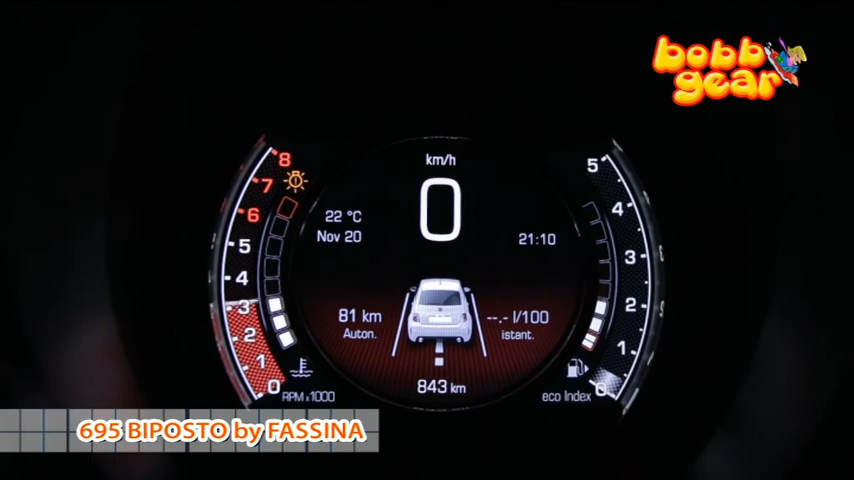 bobb
gear
km/h
0
22 °C
Nov 20
21:10
81 km
Auton.
--.- l/100
istant.
843 km
8
7
6
5
4
3
2
1
0
RPM x1000
5
4
3
2
1
0
eco Index
695 BIPOSTO by FASSINA